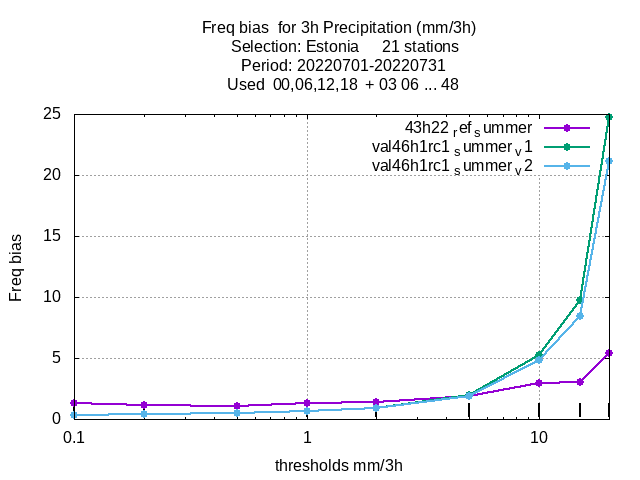 Freq bias  for 3h Precipitation (mm/3h)
Selection: Estonia     21 stations
Period: 20220701-20220731
Used  00,06,12,18  + 03 06 ... 48
25
20
15
10
5
0
Freq bias
43h22 ref summer
val46h1rc1 summer v1
val46h1rc1 summer v2
0.1 1 10
thresholds mm/3h